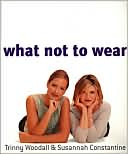 what not to wear
Trinny Woodall & Susannah Constantine